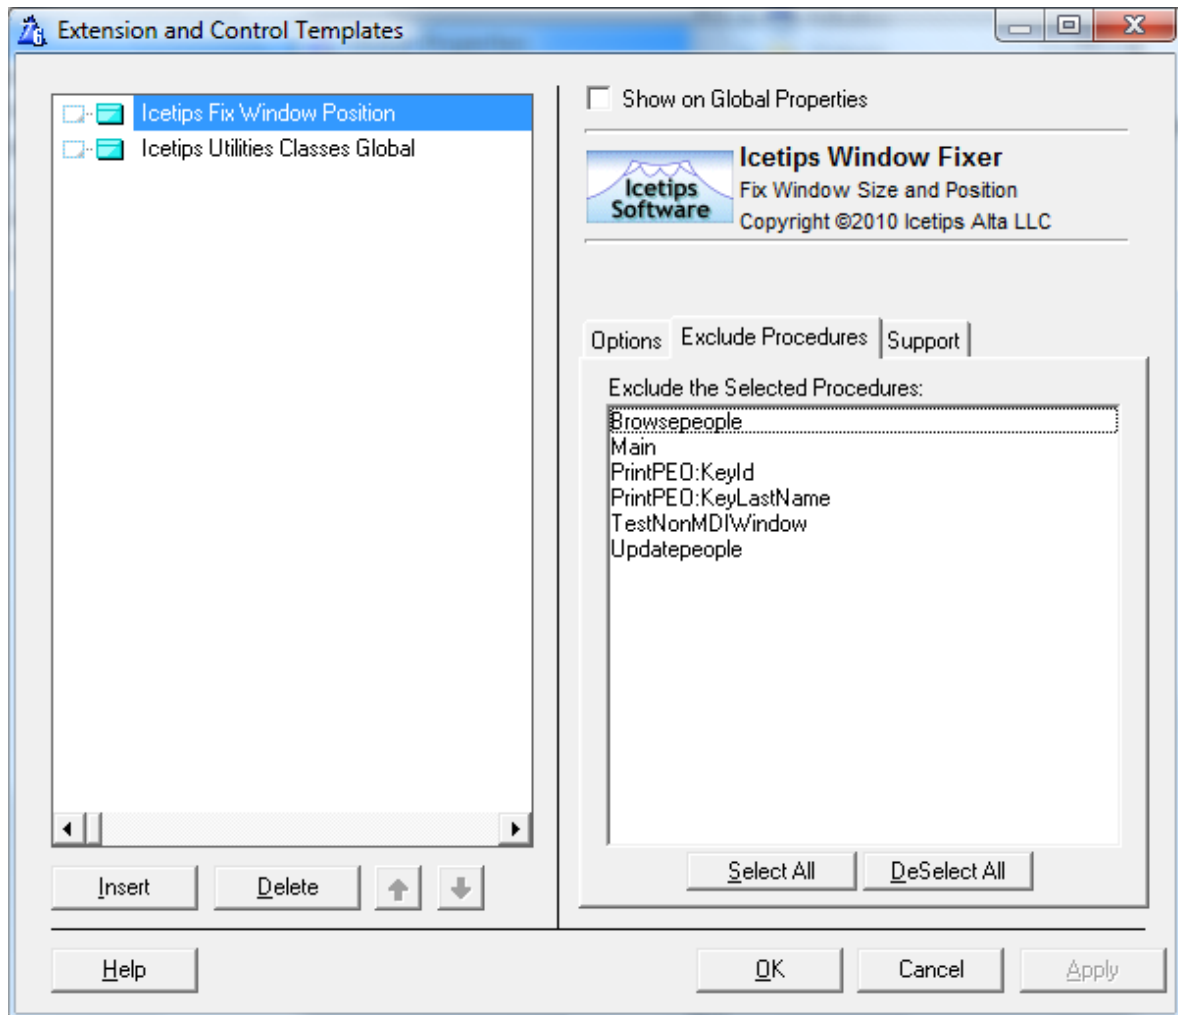 Extension and Control Templates
Icetips Fix Window Position
Icetips Utilities Classes Global
Insert
Delete
Show on Global Properties
Icetips
Software
Icetips Window Fixer
Fix Window Size and Position
Copyright ©2010 Icetips Alta LLC
Options
Exclude Procedures
Support
Exclude the Selected Procedures:
Browsepeople
Main
PrintPEO:KeyId
PrintPEO:KeyLastName
TestNonMDIWindow
Updatepeople
Select All
DeSelect All
Help
OK
Cancel
Apply